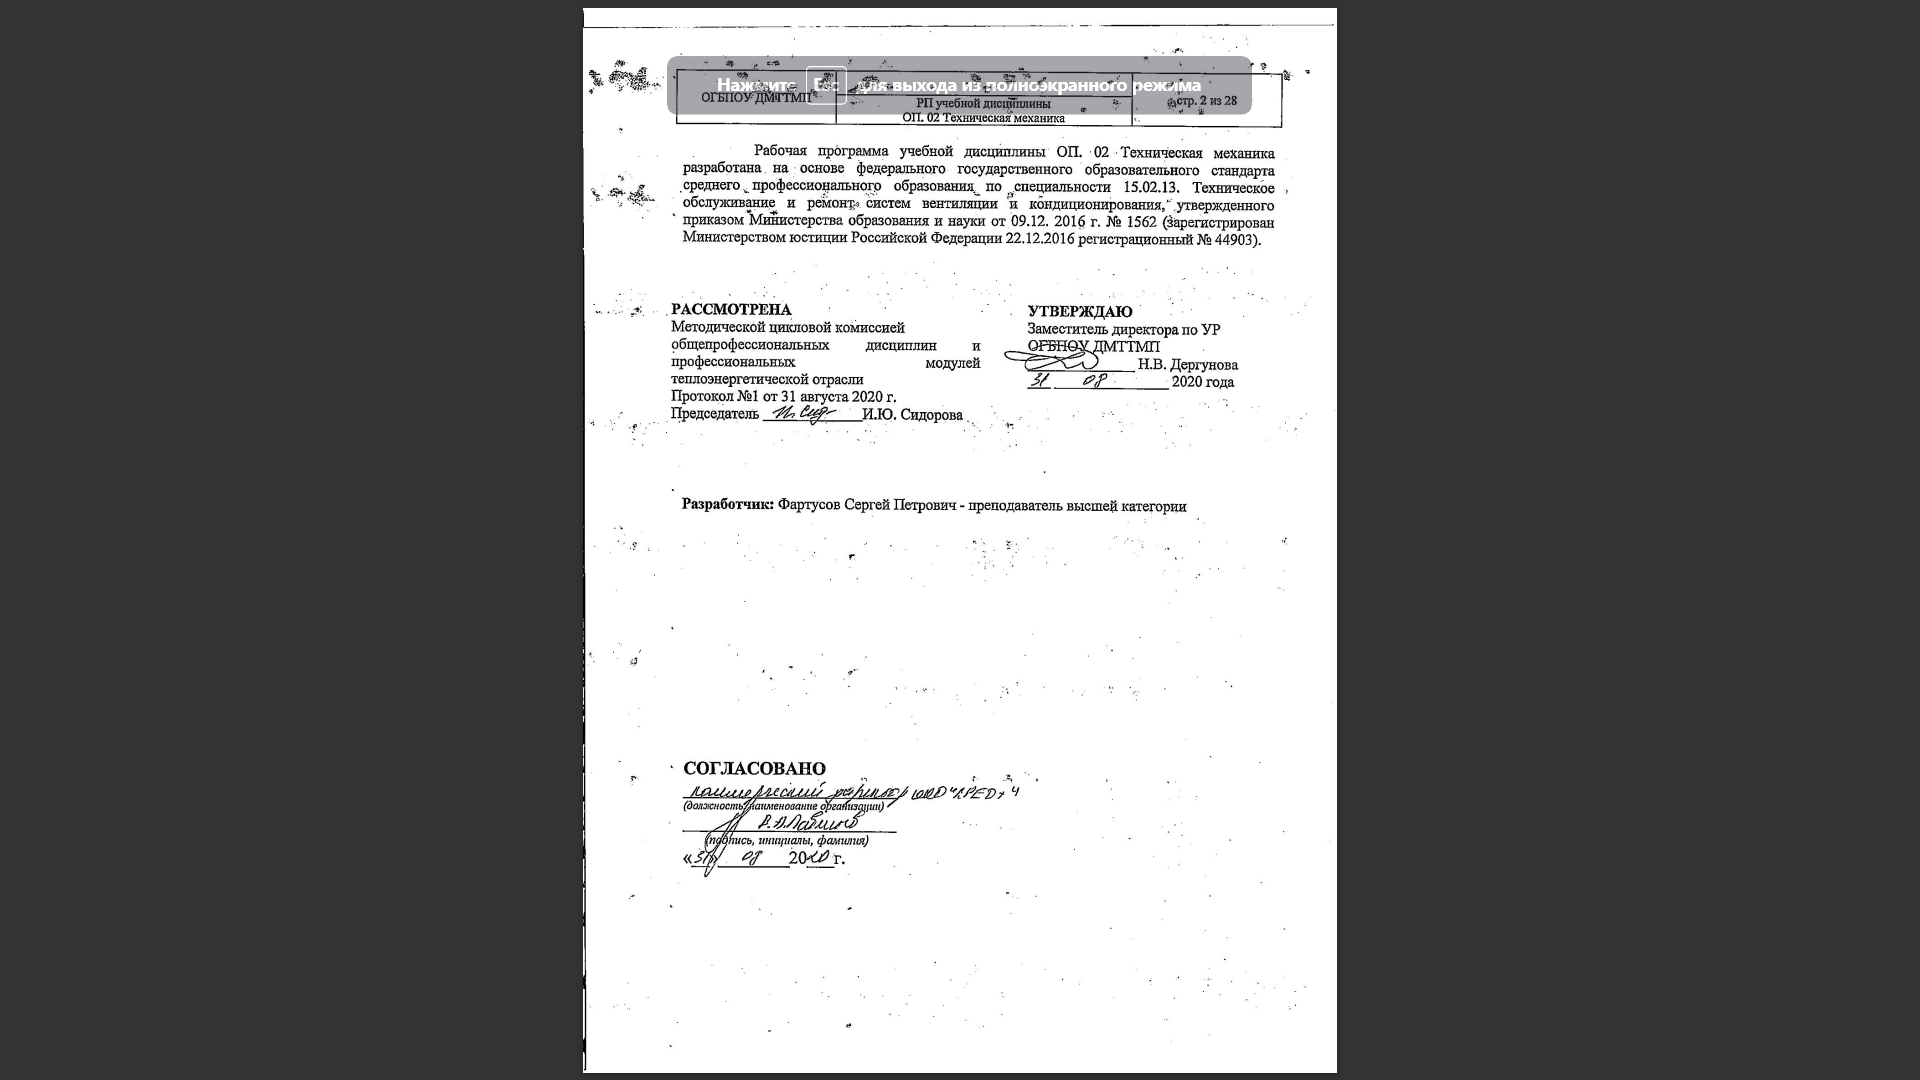 Нажмите Esc для выхода из полноэкранного режима
ОГБПОУ ДМТТМП
РП учебной дисциплины
ОП. 02 Техническая механика
стр. 2 из 28
Рабочая программа учебной дисциплины ОП. 02 Техническая механика
разработана на основе федерального государственного образовательного стандарта
среднего профессионального образования по специальности 15.02.13. Техническое
обслуживание и ремонт систем вентиляции и кондиционирования, утвержденного
приказом Министерства образования и науки от 09.12. 2016 г. № 1562 (зарегистрирован
Министерством юстиции Российской Федерации 22.12.2016 регистрационный № 44903).
РАССМОТРЕНА
Методической цикловой комиссией
общепрофессиональных дисциплин и
профессиональных модулей
теплоэнергетической отрасли
Протокол №1 от 31 августа 2020 г.
Председатель И.Ю. Сидорова
УТВЕРЖДАЮ
Заместитель директора по УР
ОГБПОУ ДМТТМП
Н.В. Дергунова
31 08 2020 года
Разработчик: Фартусов Сергей Петрович - преподаватель высшей категории
СОГЛАСОВАНО
(должность, наименование организации)
(подпись, инициалы, фамилия)
«31» 08 2020 г.